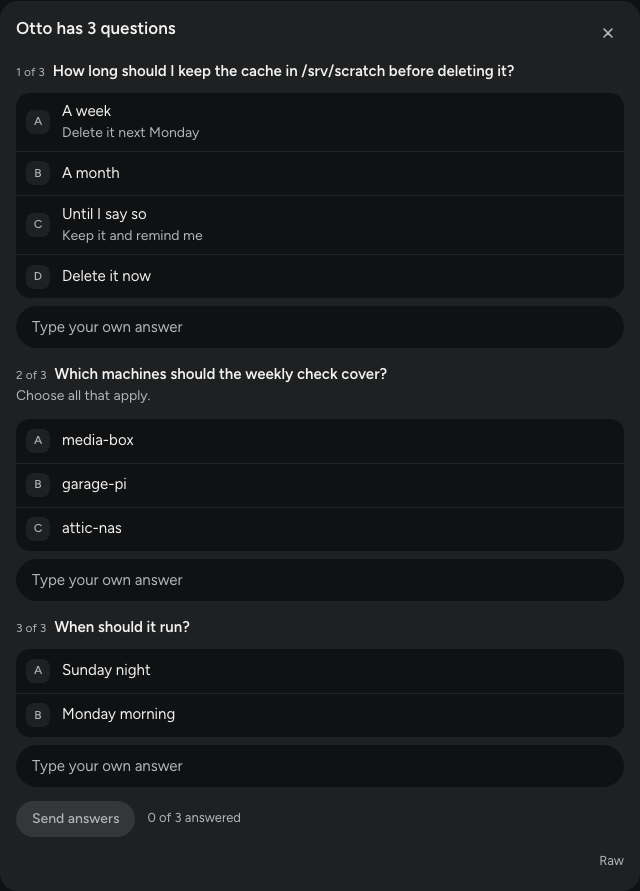 Otto has 3 questions
1 of 3 How long should I keep the cache in /srv/scratch before deleting it?
A A week
Delete it next Monday
B A month
C Until I say so
Keep it and remind me
D Delete it now
Type your own answer
2 of 3 Which machines should the weekly check cover?
Choose all that apply.
A media-box
B garage-pi
C attic-nas
Type your own answer
3 of 3 When should it run?
A Sunday night
B Monday morning
Type your own answer
Send answers 0 of 3 answered
Raw